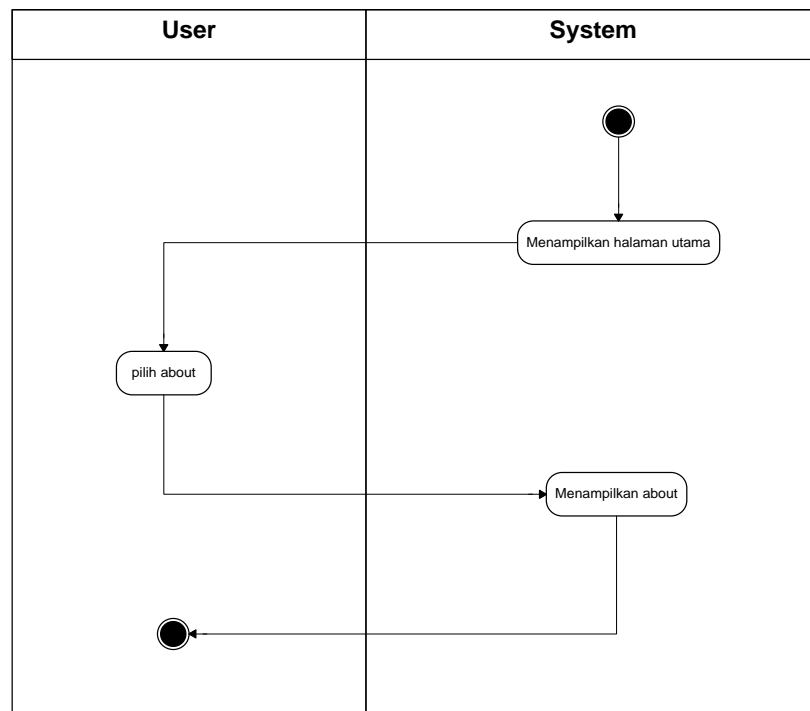 User
System
Menampilkan halaman utama
pilih about
Menampilkan about